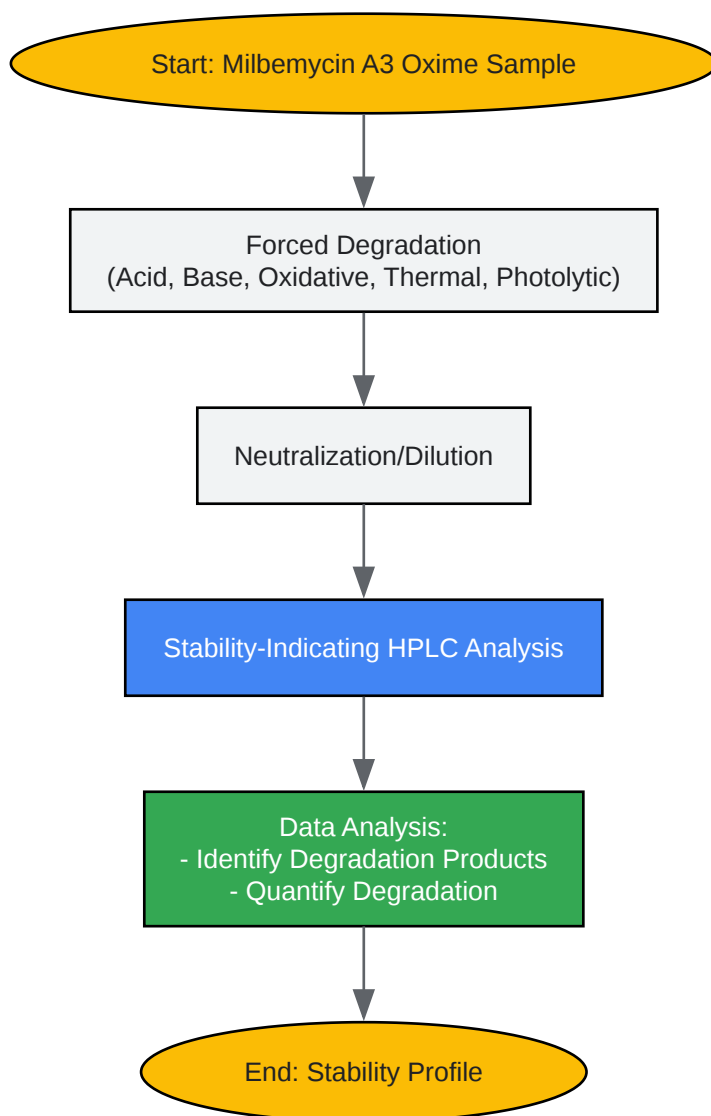 Start: Milbemycin A3 Oxime Sample
Forced Degradation
(Acid, Base, Oxidative, Thermal, Photolytic)
Neutralization/Dilution
Stability-Indicating HPLC Analysis
Data Analysis:
- Identify Degradation Products
- Quantify Degradation
End: Stability Profile